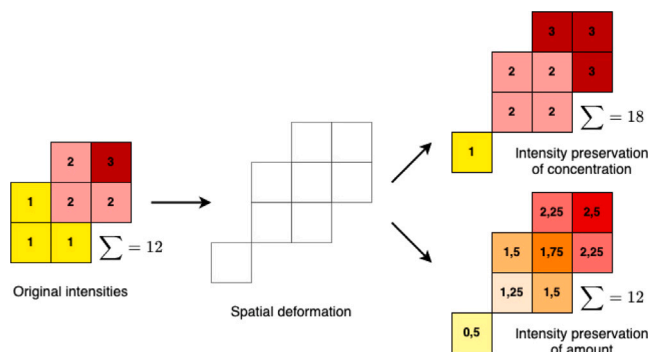 3 3
2 2 3
2 2
∑ = 18
1
Intensity preservation
of concentration
2 3
1 2 2
1 1
∑ = 12
Original intensities
Spatial deformation
2,25 2,5
1,5 1,75 2,25
1,25 1,5
∑ = 12
0,5
Intensity preservation
of amount